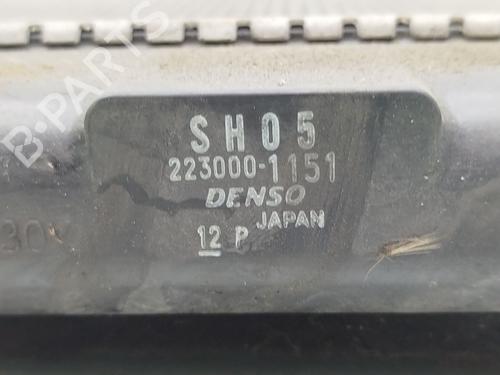 SH05
223000-1151
DENSO
JAPAN
12 P
B-PARTS